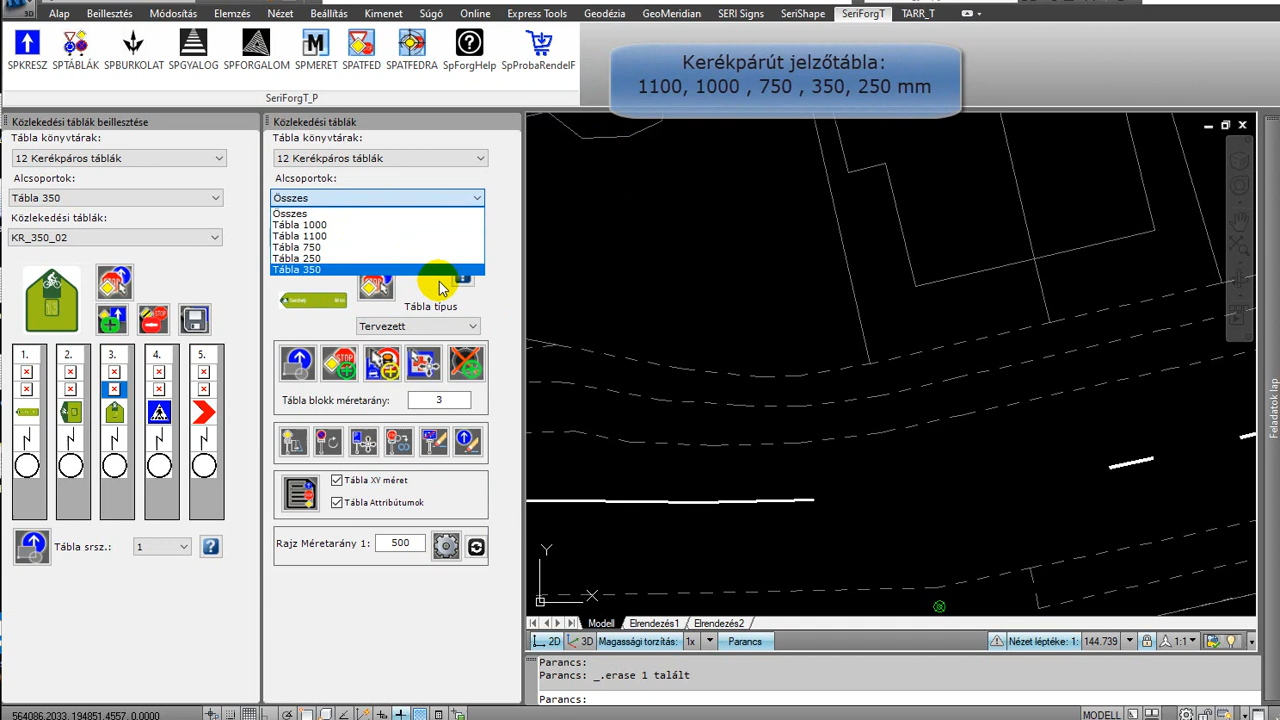 3D
Alap
Beillesztés
Módosítás
Elemzés
Nézet
Beállítás
Kimenet
Súgó
Online
Express Tools
Geodézia
GeoMeridian
SERI Signs
SeriShape
SeriForgT
TARR_T
SPKRESZ
SPTÁBLÁK
SPBURKOLAT
SPGYALOG
SPFORGALOM
SPMERET
SPATFED
SPATFEDRA
SpForgHelp
SpProbaRendelF
SeriForgT_P
Kerékpárút jelzőtábla:
1100, 1000 , 750 , 350, 250 mm
Közlekedési táblák beillesztése
Tábla könyvtárak:
12 Kerékpáros táblák
Alcsoportok:
Tábla 350
Közlekedési táblák:
KR_350_02
1.
2.
3.
4.
5.
Tábla srsz.:
1
Közlekedési táblák
Tábla könyvtárak:
12 Kerékpáros táblák
Alcsoportok:
Összes
Összes
Tábla 1000
Tábla 1100
Tábla 750
Tábla 250
Tábla 350
Tábla típus
Tervezett
STOP
Tábla blokk méretarány:
3
Tábla XY méret
Tábla Attribútumok
Rajz Méretarány 1:
500
Y
X
Modell
Elrendezés1
Elrendezés2
2D
3D
Magassági torzítás:
1x
Parancs
Nézet léptéke: 1:
144.739
1:1
Parancs:
Parancs: _.erase 1 talált
Parancs:
Feladatok lap
564086.2033, 194851.4557, 0.0000
MODELL